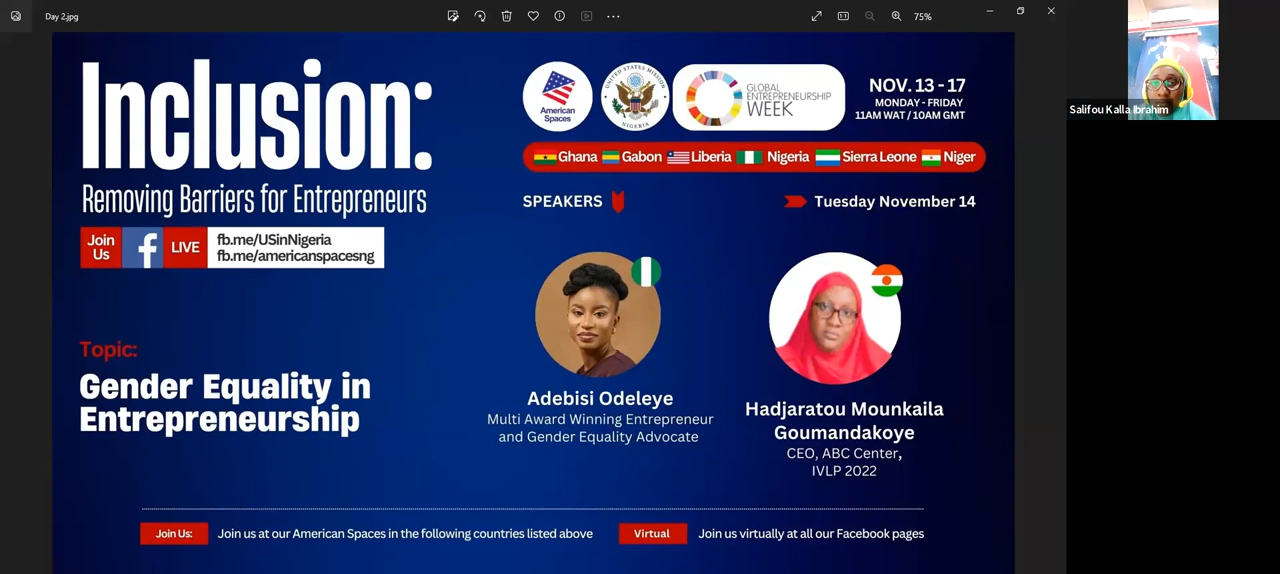 Day 2.jpg
75%
Inclusion:
Removing Barriers for Entrepreneurs
Join Us
LIVE
fb.me/USinNigeria
fb.me/americanspacesng
American
Spaces
UNITED STATES MISSION
NIGERIA
GLOBAL
ENTREPRENEURSHIP
WEEK
NOV. 13 - 17
MONDAY - FRIDAY
11AM WAT / 10AM GMT
Ghana Gabon Liberia Nigeria Sierra Leone Niger
SPEAKERS
Tuesday November 14
Topic:
Gender Equality in
Entrepreneurship
Adebisi Odeleye
Multi Award Winning Entrepreneur
and Gender Equality Advocate
Hadjaratou Mounkaila
Goumandakoye
CEO, ABC Center,
IVLP 2022
Join Us: Join us at our American Spaces in the following countries listed above
Virtual Join us virtually at all our Facebook pages
Salifou Kalla Ibrahim